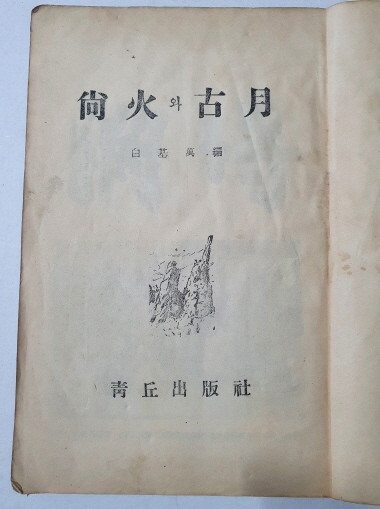 尙火와古月
白基萬 編
靑丘出版社